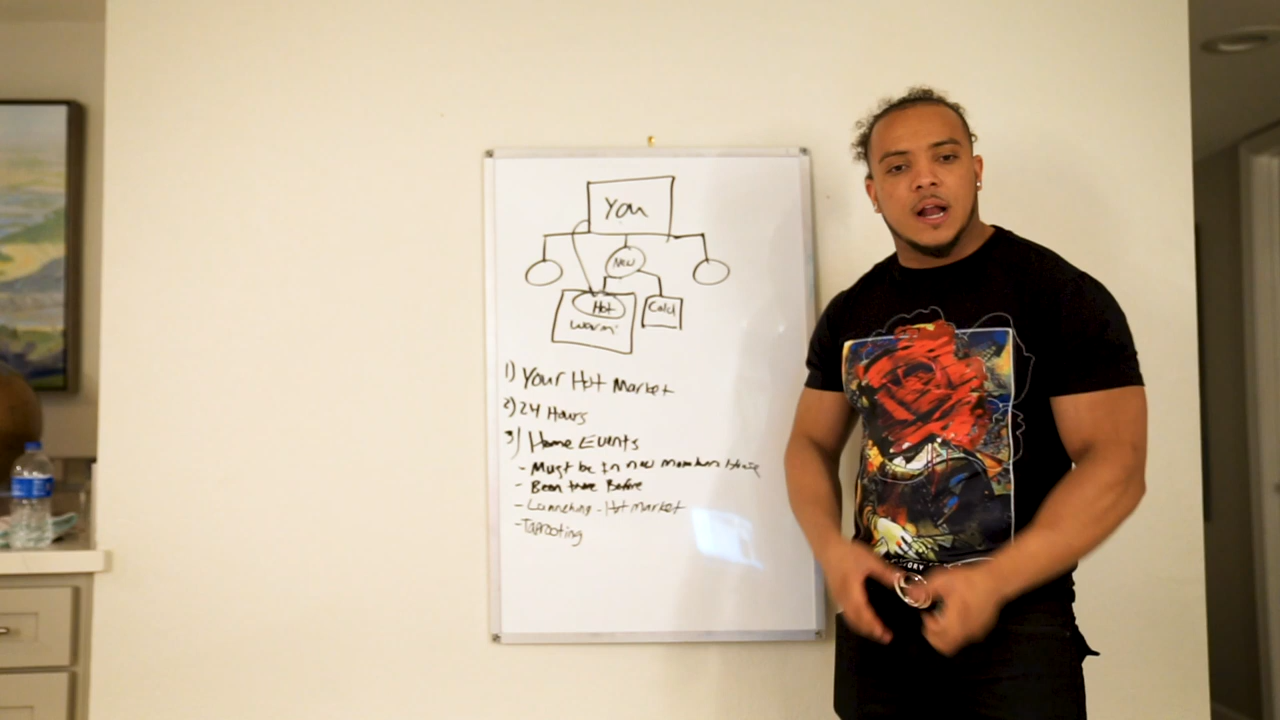 You
New
Hot
Cold
Warm
1) Your Hot Market
2) 24 Hours
3) Home Events
- Must be in new members
- Been there Before
- Launching - Hot market
- Taprooting